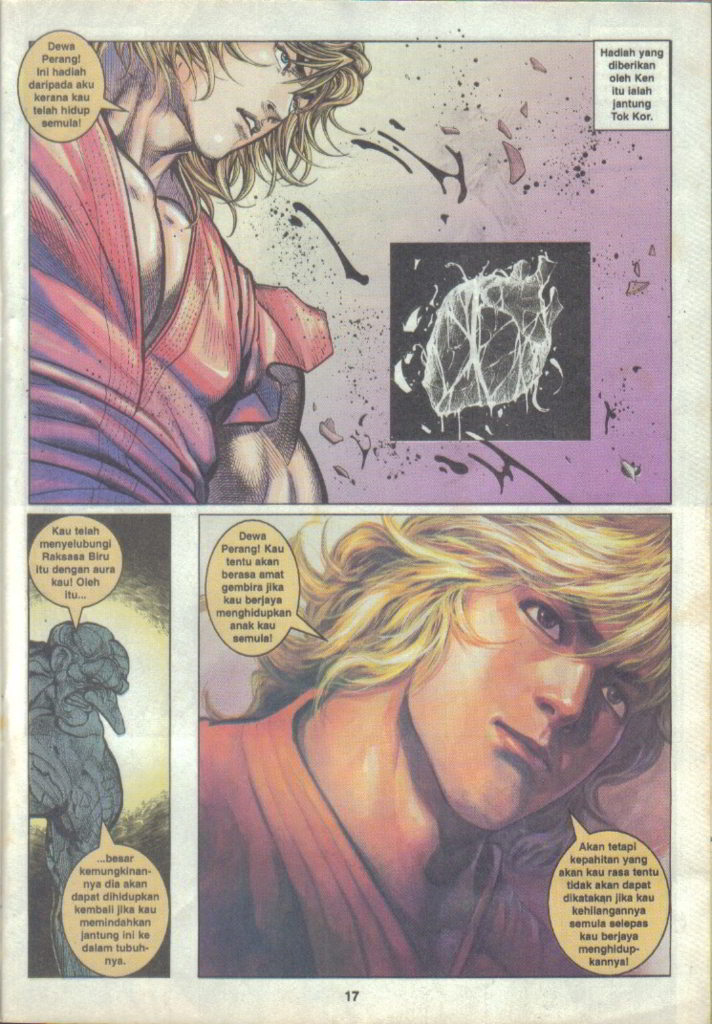 Dewa
Perang!
Ini hadiah
daripada aku
kerana kau
telah hidup
semula!
Hadiah yang
diberikan
oleh Ken
itu ialah
jantung
Tok Kor.
Kau telah
menyelubungi
Raksasa Biru
itu dengan aura
kau! Oleh
itu...
...besar
kemungkinan-
nya dia akan
dapat dihidupkan
kembali jika kau
memindahkan
jantung ini ke
dalam tubuh-
nya.
Dewa
Perang! Kau
tentu akan
berasa amat
gembira jika
kau berjaya
menghidupkan
anak kau
semula!
Akan tetapi
kepahitan yang
akan kau rasa tentu
tidak akan dapat
dikatakan jika kau
kehilangannya
semula selepas
kau berjaya
menghidup-
kannya!
17